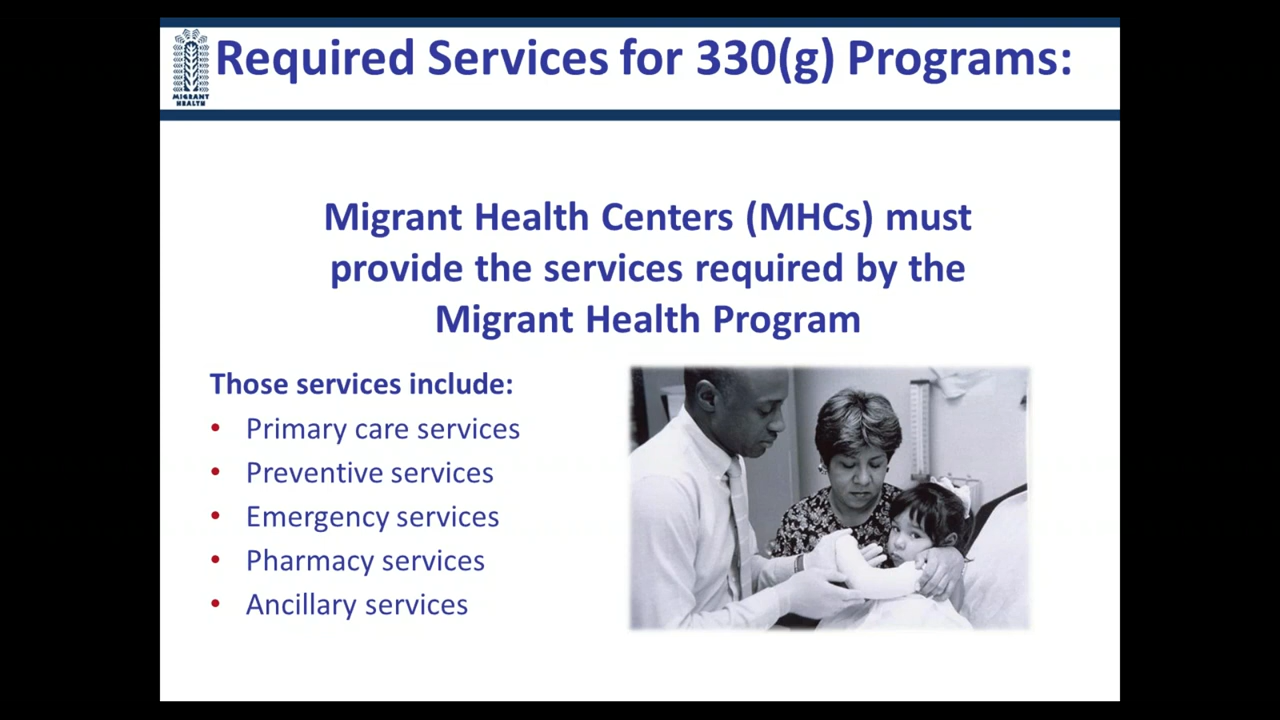 Required Services for 330(g) Programs:
MIGRANT
HEALTH
Migrant Health Centers (MHCs) must
provide the services required by the
Migrant Health Program
Those services include:
• Primary care services
• Preventive services
• Emergency services
• Pharmacy services
• Ancillary services